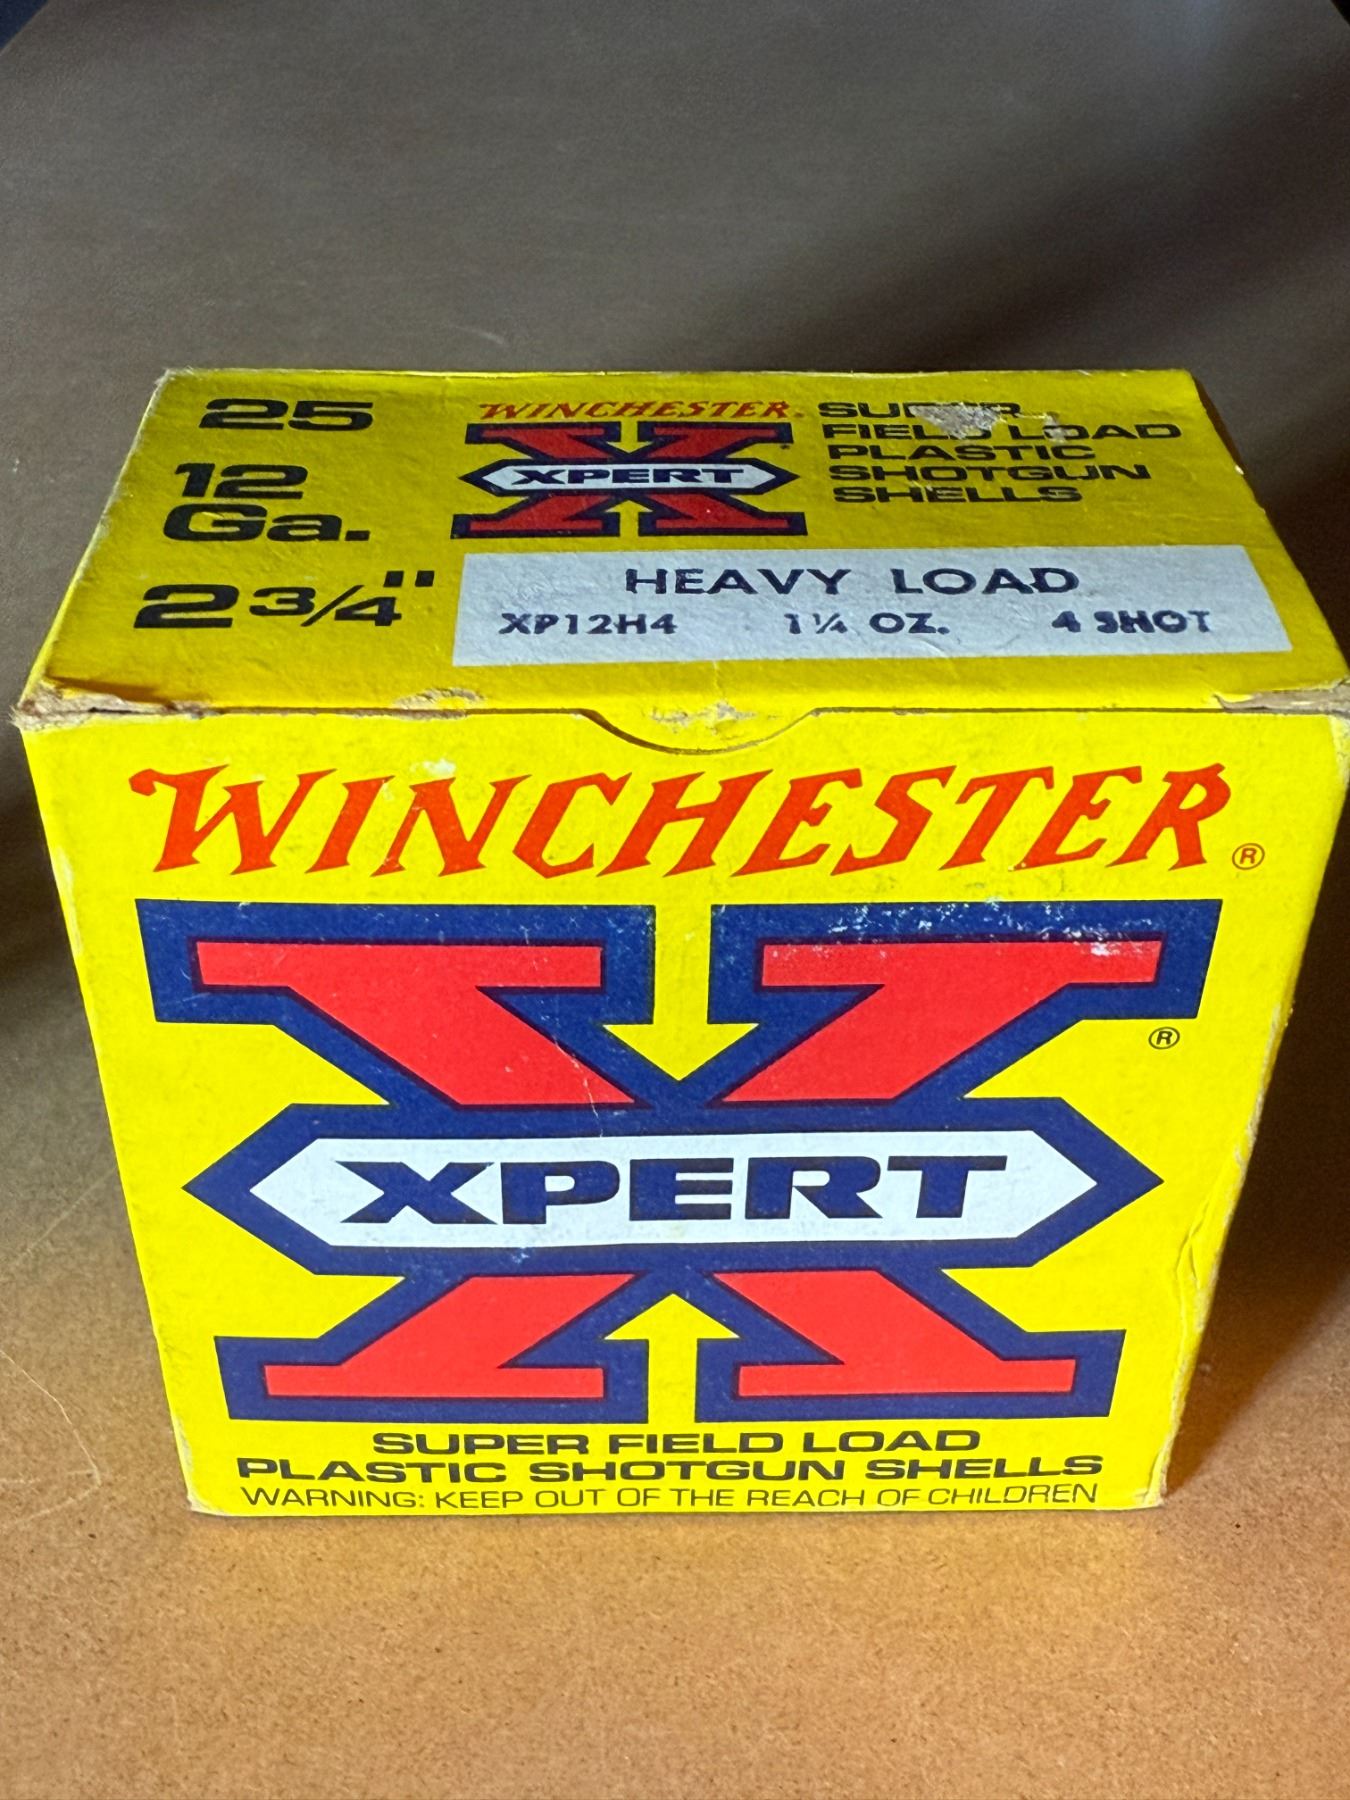 25
12
Ga.
2 3/4"
WINCHESTER®
XPERT
SUPER
FIELD LOAD
PLASTIC
SHOTGUN
SHELLS
HEAVY LOAD
XP12H4 1¼ OZ. 4 SHOT
WINCHESTER®
X®
XPERT
SUPER FIELD LOAD
PLASTIC SHOTGUN SHELLS
WARNING: KEEP OUT OF THE REACH OF CHILDREN